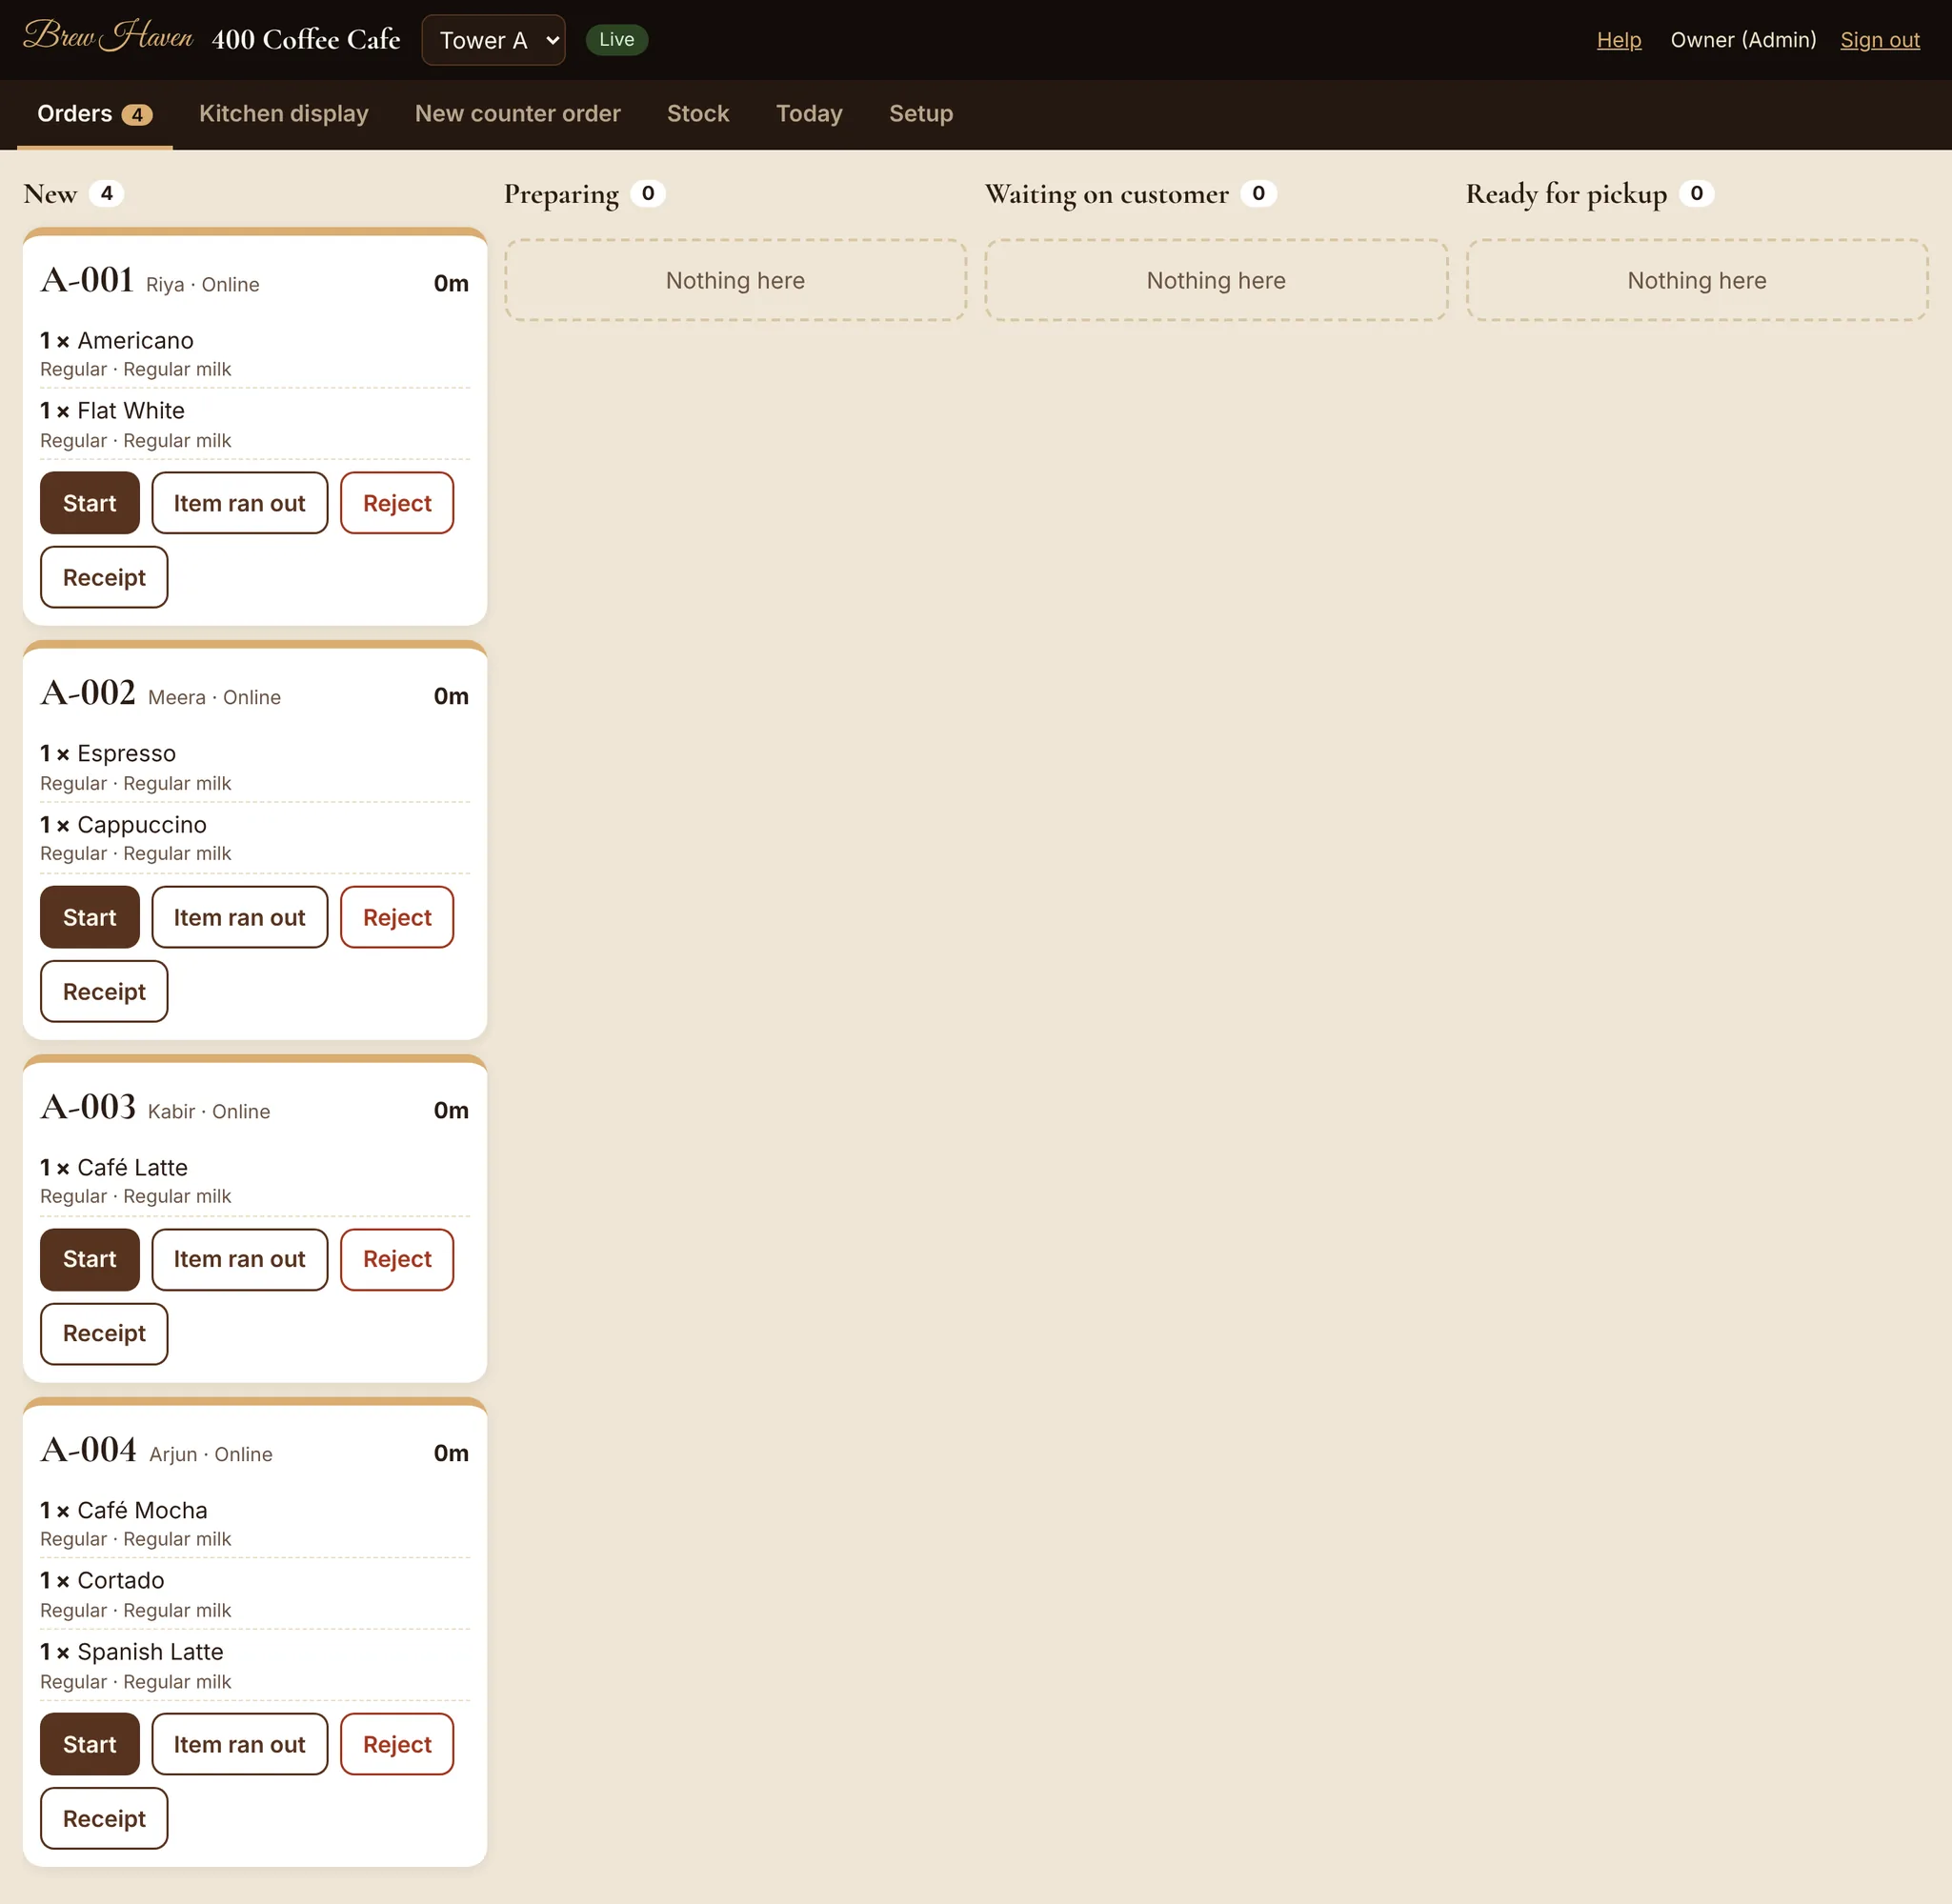 Brew Haven 400 Coffee Cafe Tower A Live Help Owner (Admin) Sign out
Orders 4 Kitchen display New counter order Stock Today Setup
New 4
A-001 Riya · Online 0m
1 × Americano
Regular · Regular milk
1 × Flat White
Regular · Regular milk
Start Item ran out Reject
Receipt
A-002 Meera · Online 0m
1 × Espresso
Regular · Regular milk
1 × Cappuccino
Regular · Regular milk
Start Item ran out Reject
Receipt
A-003 Kabir · Online 0m
1 × Café Latte
Regular · Regular milk
Start Item ran out Reject
Receipt
A-004 Arjun · Online 0m
1 × Café Mocha
Regular · Regular milk
1 × Cortado
Regular · Regular milk
1 × Spanish Latte
Regular · Regular milk
Start Item ran out Reject
Receipt
Preparing 0
Nothing here
Waiting on customer 0
Nothing here
Ready for pickup 0
Nothing here